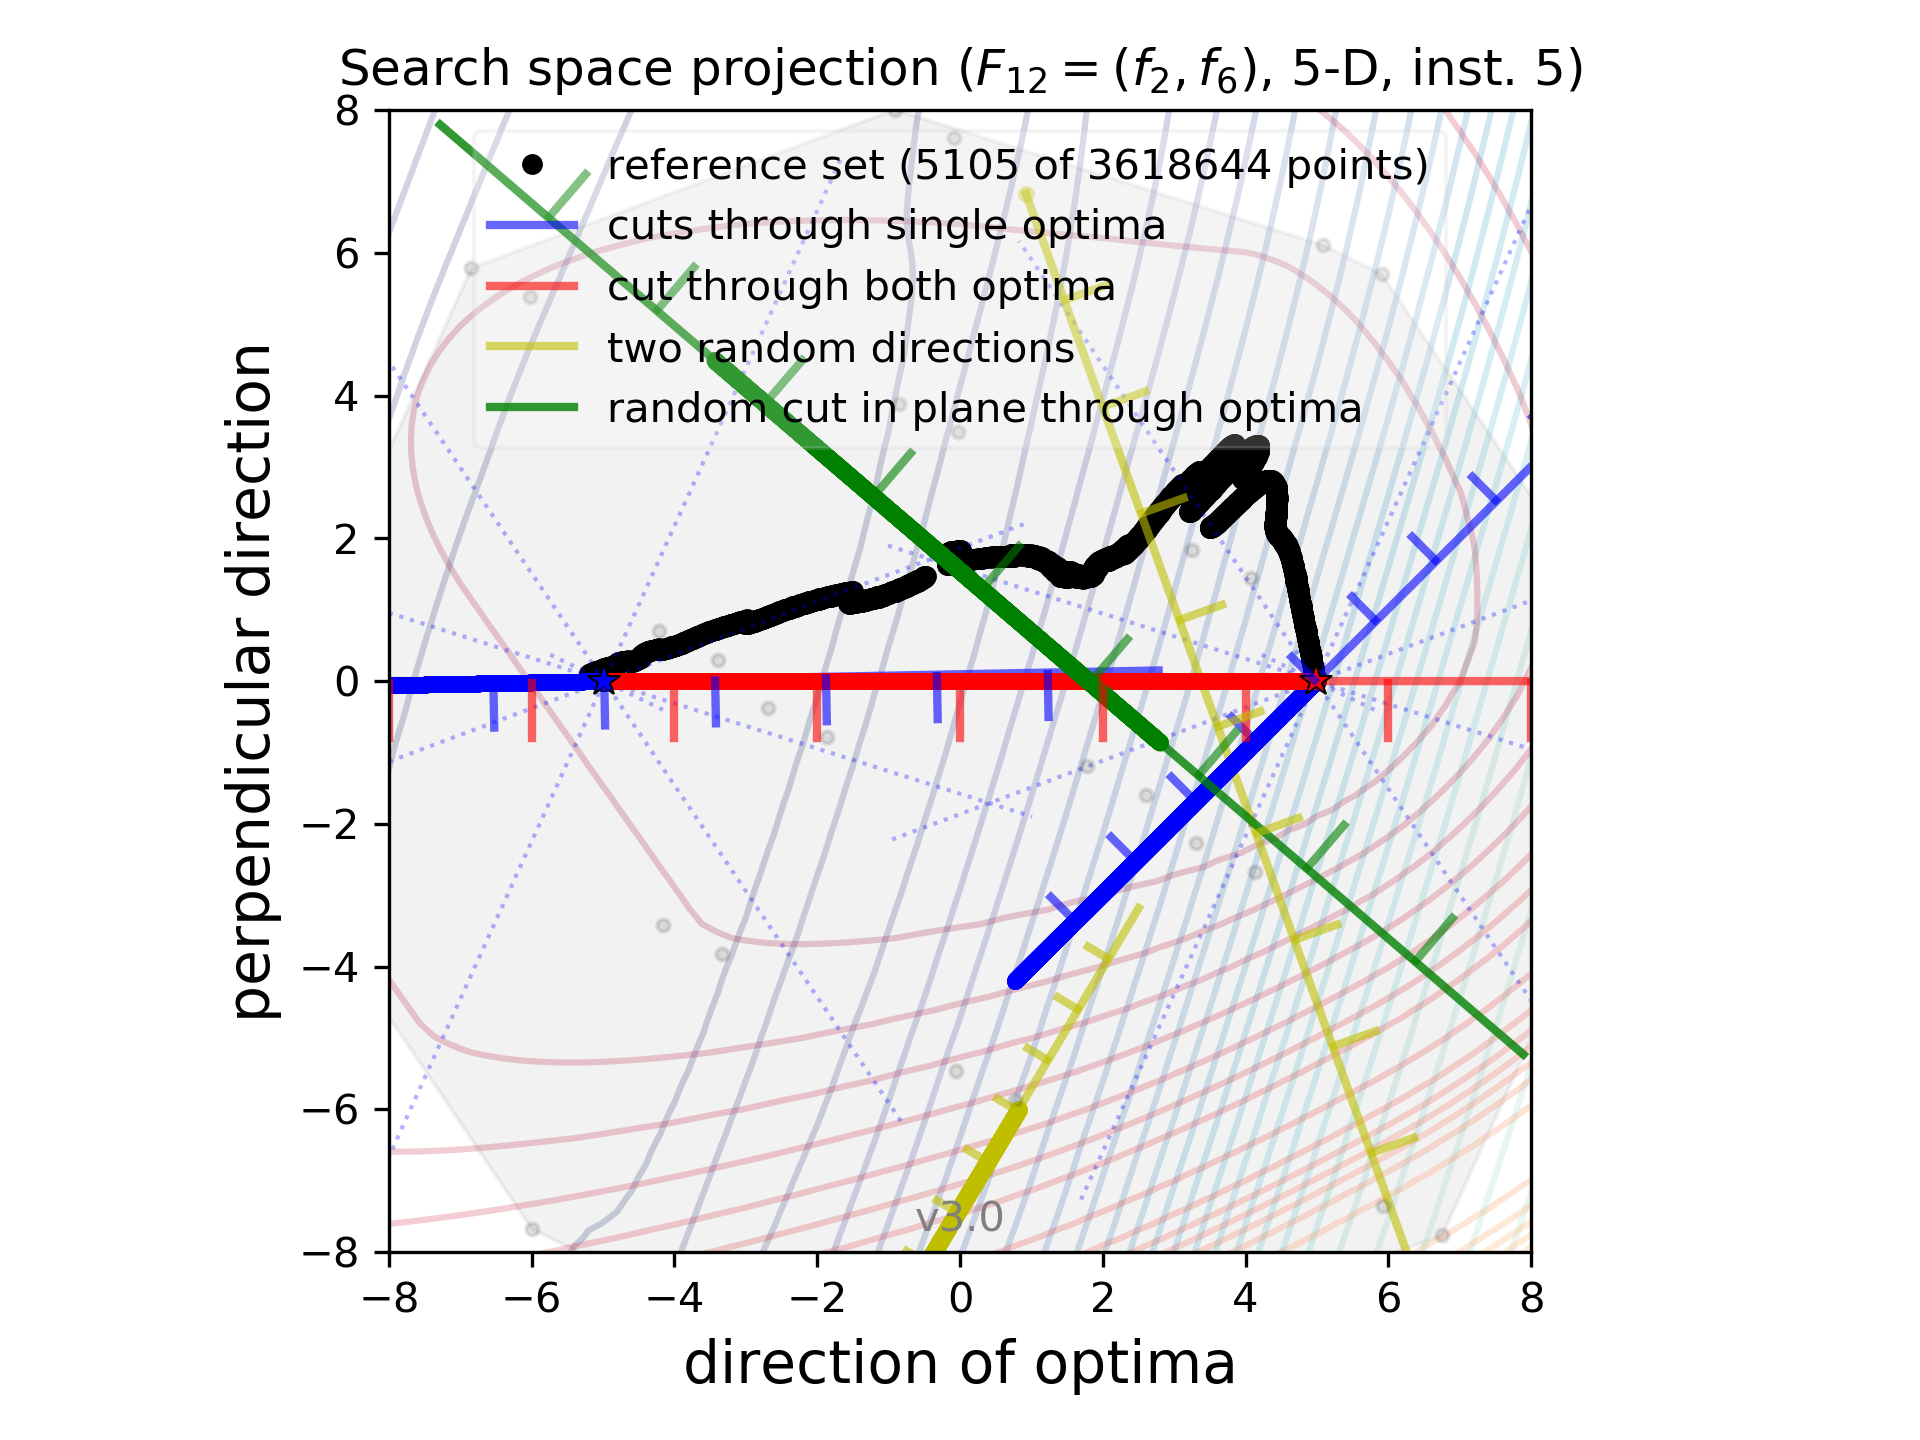 Search space projection (F12 = (f2, f6), 5-D, inst. 5)
reference set (5105 of 3618644 points)
cuts through single optima
cut through both optima
two random directions
random cut in plane through optima
perpendicular direction
8
6
4
2
0
−2
−4
−6
−8
v3.0
−8 −6 −4 −2 0 2 4 6 8
direction of optima